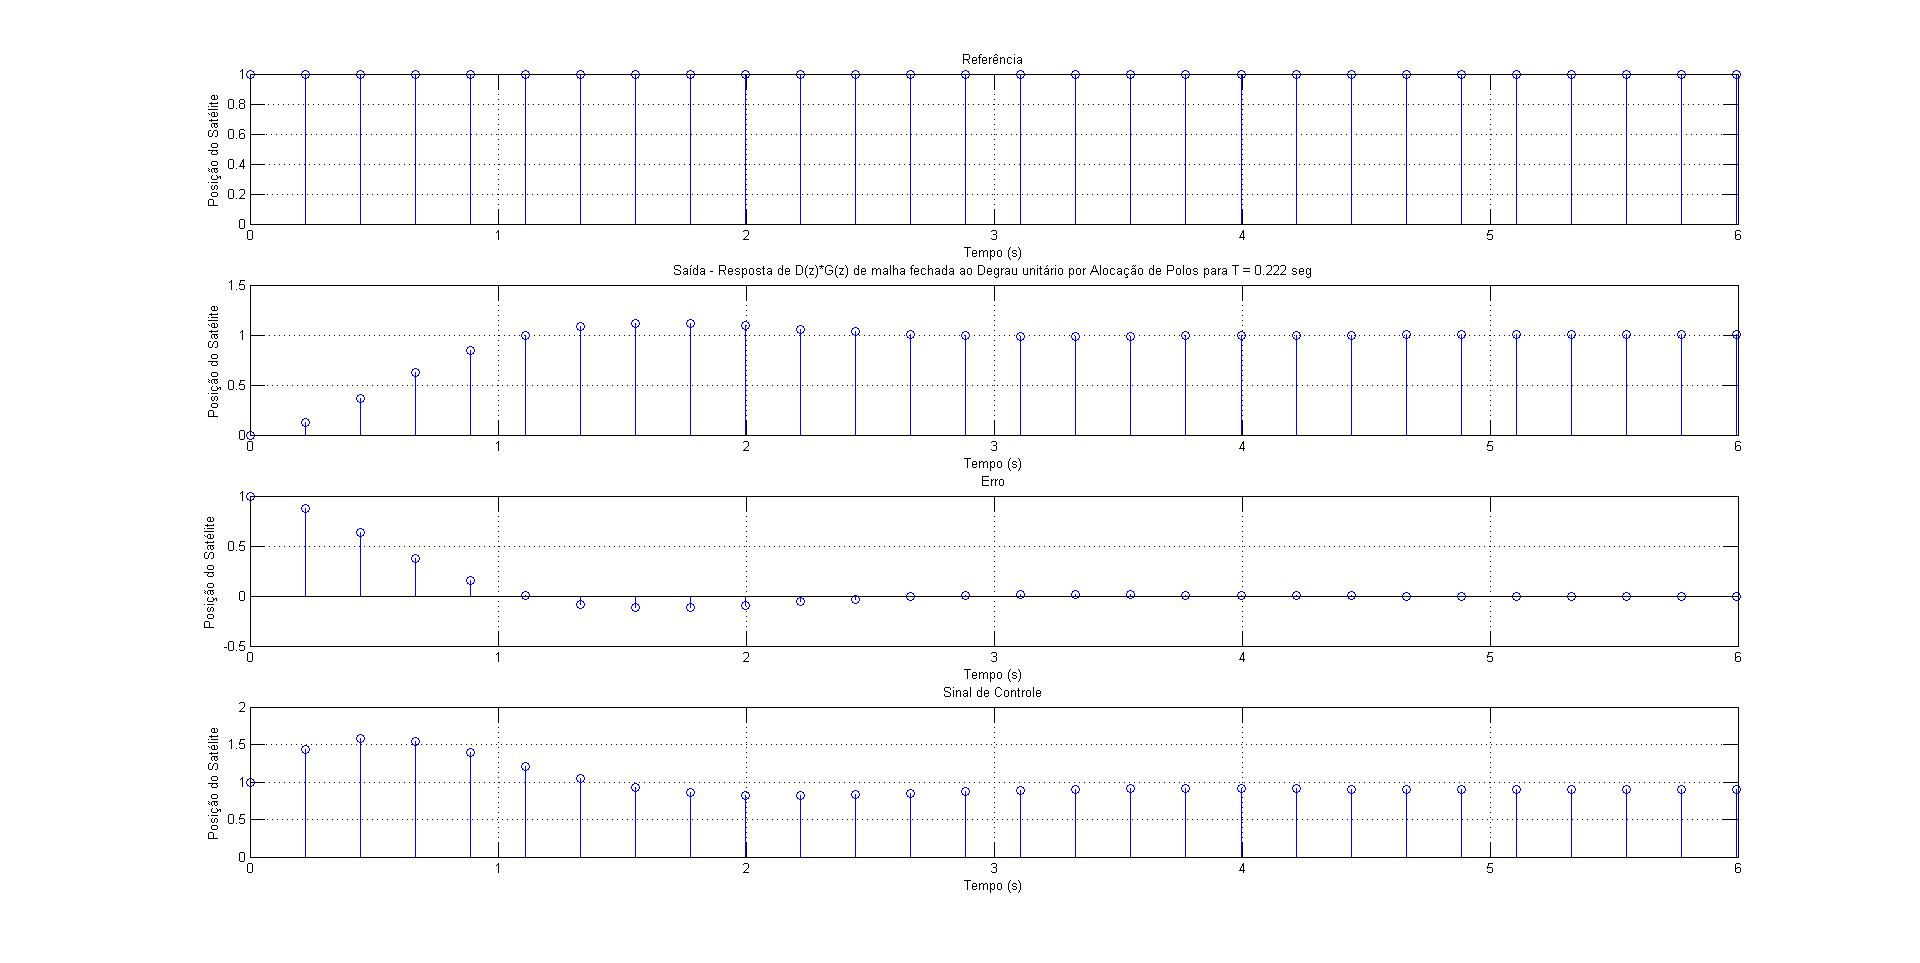 Referência
Posição do Satélite
1
0.8
0.6
0.4
0.2
0
0 1 2 3 4 5 6
Tempo (s)
Saída - Resposta de D(z)*G(z) de malha fechada ao Degrau unitário por Alocação de Polos para T = 0.222 seg
Posição do Satélite
1.5
1
0.5
0
0 1 2 3 4 5 6
Tempo (s)
Erro
Posição do Satélite
1
0.5
0
-0.5
0 1 2 3 4 5 6
Tempo (s)
Sinal de Controle
Posição do Satélite
2
1.5
1
0.5
0
0 1 2 3 4 5 6
Tempo (s)